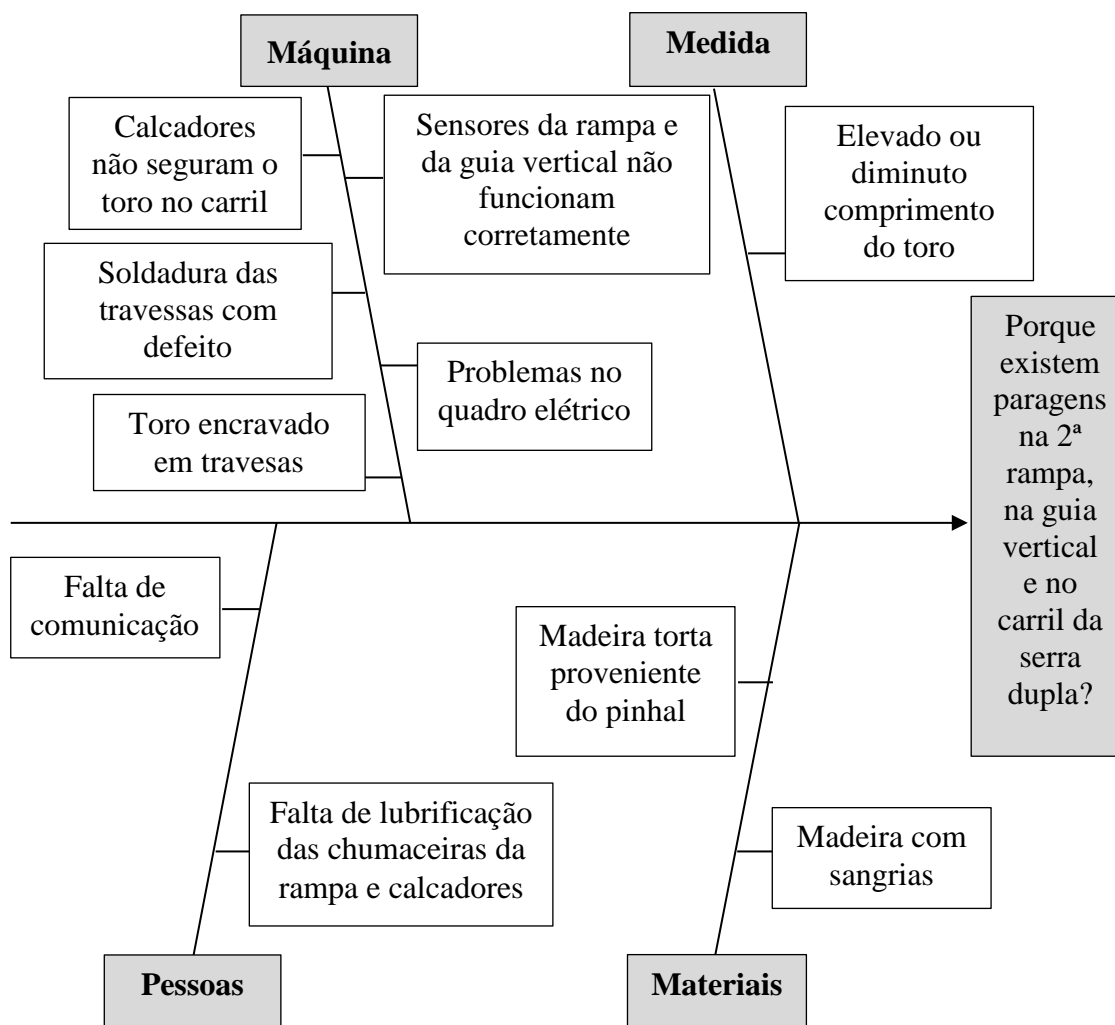 Máquina
Medida
Calcadores
não seguram o
toro no carril
Sensores da rampa e
da guia vertical não
funcionam
corretamente
Elevado ou
diminuto
comprimento
do toro
Soldadura das
travessas com
defeito
Problemas no
quadro elétrico
Toro encravado
em travesas
Porque
existem
paragens
na 2ª
rampa,
na guia
vertical
e no
carril da
serra
dupla?
Falta de
comunicação
Madeira torta
proveniente
do pinhal
Falta de lubrificação
das chumaceiras da
rampa e calcadores
Madeira com
sangrias
Pessoas
Materiais